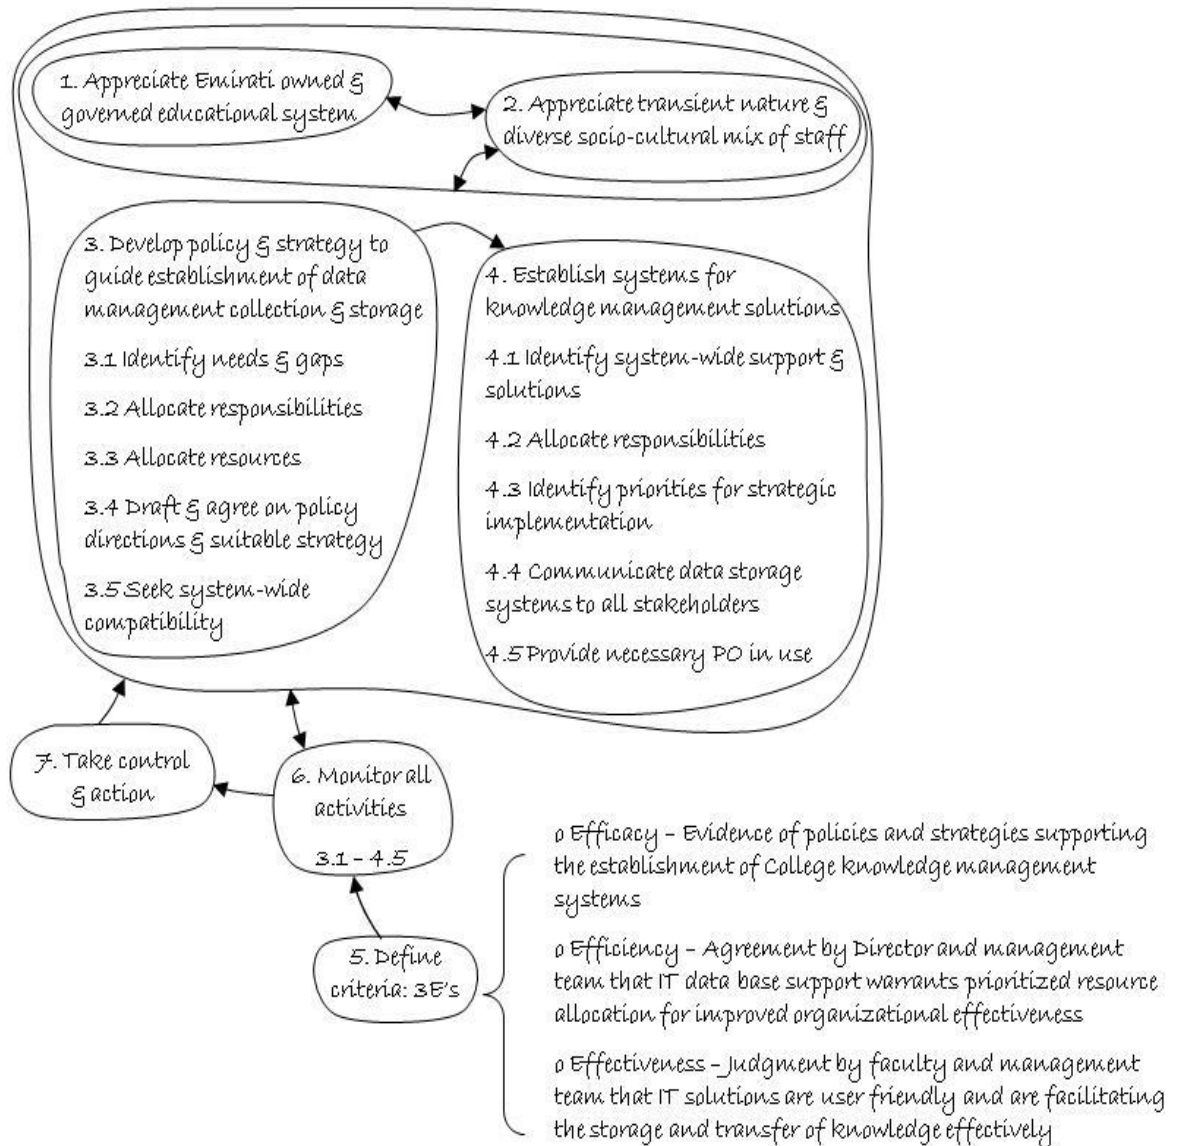 1. Appreciate Emirati owned &
governed educational system
2. Appreciate transient nature &
diverse socio-cultural mix of staff
3. Develop policy & strategy to
guide establishment of data
management collection & storage
3.1 Identify needs & gaps
3.2 Allocate responsibilities
3.3 Allocate resources
3.4 Draft & agree on policy
directions & suitable strategy
3.5 Seek system-wide
compatibility
4. Establish systems for
knowledge management solutions
4.1 Identify system-wide support &
solutions
4.2 Allocate responsibilities
4.3 Identify priorities for strategic
implementation
4.4 Communicate data storage
systems to all stakeholders
4.5 Provide necessary PO in use
7. Take control
& action
6. Monitor all
activities
3.1 – 4.5
5. Define
criteria: 3E's
o Efficacy – Evidence of policies and strategies supporting
the establishment of College knowledge management
systems
o Efficiency – Agreement by Director and management
team that IT data base support warrants prioritized resource
allocation for improved organizational effectiveness
o Effectiveness – Judgment by faculty and management
team that IT solutions are user friendly and are facilitating
the storage and transfer of knowledge effectively